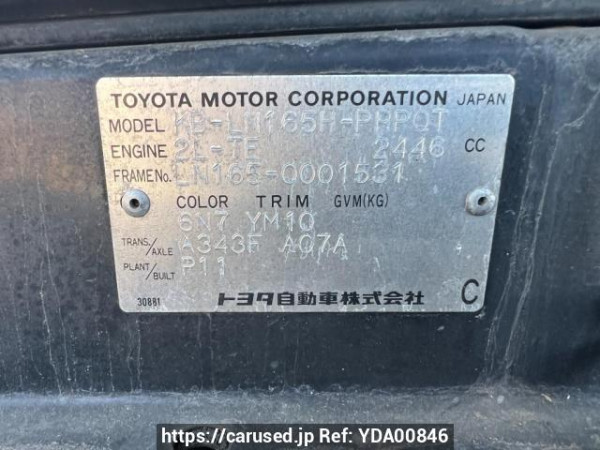 TOYOTA MOTOR CORPORATION JAPAN
MODEL KB-LN165H-PRPQT
ENGINE 2L-TE 2446 CC
FRAME No. LN165-0001531
COLOR TRIM GVM(KG)
6N7 YM10
TRANS./AXLE A343F A07A
PLANT/BUILT P11
30881 トヨタ自動車株式会社 C
https://carused.jp Ref: YDA00846